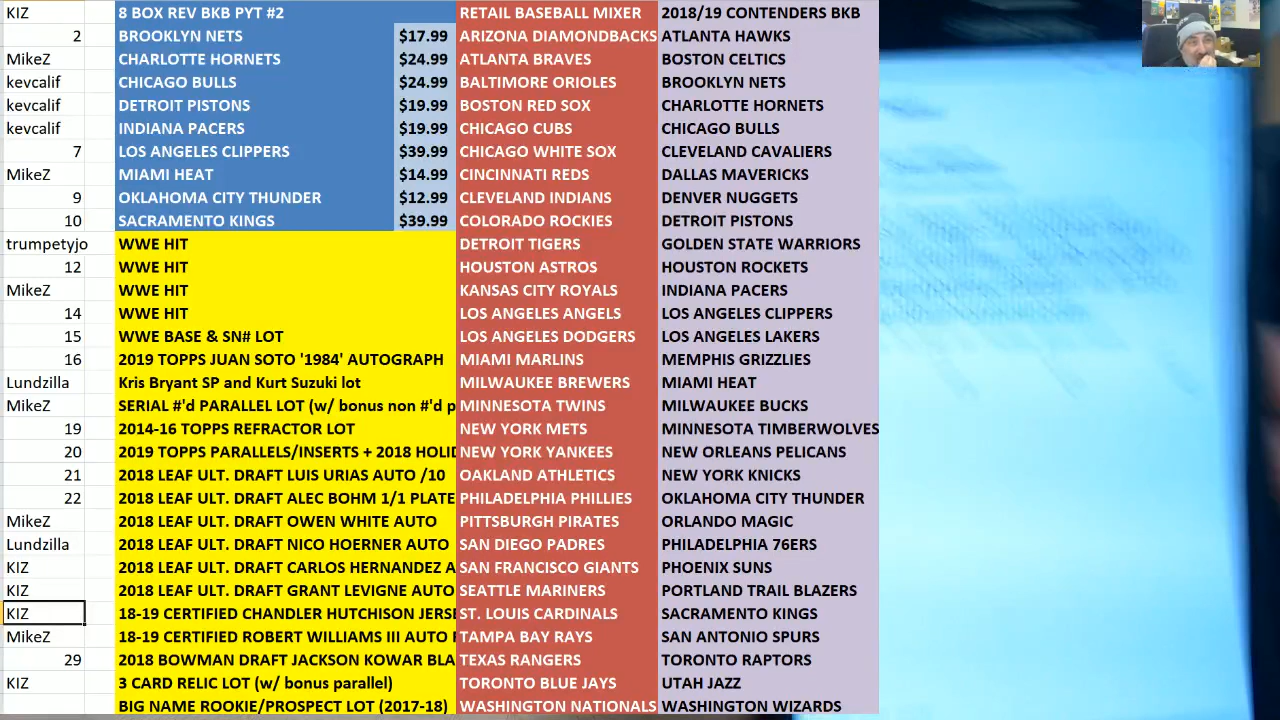 KIZ 8 BOX REV BKB PYT #2 RETAIL BASEBALL MIXER 2018/19 CONTENDERS BKB
2 BROOKLYN NETS $17.99 ARIZONA DIAMONDBACKS ATLANTA HAWKS
MikeZ CHARLOTTE HORNETS $24.99 ATLANTA BRAVES BOSTON CELTICS
kevcalif CHICAGO BULLS $24.99 BALTIMORE ORIOLES BROOKLYN NETS
kevcalif DETROIT PISTONS $19.99 BOSTON RED SOX CHARLOTTE HORNETS
kevcalif INDIANA PACERS $19.99 CHICAGO CUBS CHICAGO BULLS
7 LOS ANGELES CLIPPERS $39.99 CHICAGO WHITE SOX CLEVELAND CAVALIERS
MikeZ MIAMI HEAT $14.99 CINCINNATI REDS DALLAS MAVERICKS
9 OKLAHOMA CITY THUNDER $12.99 CLEVELAND INDIANS DENVER NUGGETS
10 SACRAMENTO KINGS $39.99 COLORADO ROCKIES DETROIT PISTONS
trumpetyjo WWE HIT DETROIT TIGERS GOLDEN STATE WARRIORS
12 WWE HIT HOUSTON ASTROS HOUSTON ROCKETS
MikeZ WWE HIT KANSAS CITY ROYALS INDIANA PACERS
14 WWE HIT LOS ANGELES ANGELS LOS ANGELES CLIPPERS
15 WWE BASE & SN# LOT LOS ANGELES DODGERS LOS ANGELES LAKERS
16 2019 TOPPS JUAN SOTO '1984' AUTOGRAPH MIAMI MARLINS MEMPHIS GRIZZLIES
Lundzilla Kris Bryant SP and Kurt Suzuki lot MILWAUKEE BREWERS MIAMI HEAT
MikeZ SERIAL #'d PARALLEL LOT (w/ bonus non #'d p MINNESOTA TWINS MILWAUKEE BUCKS
19 2014-16 TOPPS REFRACTOR LOT NEW YORK METS MINNESOTA TIMBERWOLVES
20 2019 TOPPS PARALLELS/INSERTS + 2018 HOLID NEW YORK YANKEES NEW ORLEANS PELICANS
21 2018 LEAF ULT. DRAFT LUIS URIAS AUTO /10 OAKLAND ATHLETICS NEW YORK KNICKS
22 2018 LEAF ULT. DRAFT ALEC BOHM 1/1 PLATE PHILADELPHIA PHILLIES OKLAHOMA CITY THUNDER
MikeZ 2018 LEAF ULT. DRAFT OWEN WHITE AUTO PITTSBURGH PIRATES ORLANDO MAGIC
Lundzilla 2018 LEAF ULT. DRAFT NICO HOERNER AUTO SAN DIEGO PADRES PHILADELPHIA 76ERS
KIZ 2018 LEAF ULT. DRAFT CARLOS HERNANDEZ A SAN FRANCISCO GIANTS PHOENIX SUNS
KIZ 2018 LEAF ULT. DRAFT GRANT LEVIGNE AUTO SEATTLE MARINERS PORTLAND TRAIL BLAZERS
KIZ 18-19 CERTIFIED CHANDLER HUTCHISON JERSE ST. LOUIS CARDINALS SACRAMENTO KINGS
MikeZ 18-19 CERTIFIED ROBERT WILLIAMS III AUTO TAMPA BAY RAYS SAN ANTONIO SPURS
29 2018 BOWMAN DRAFT JACKSON KOWAR BLA TEXAS RANGERS TORONTO RAPTORS
KIZ 3 CARD RELIC LOT (w/ bonus parallel) TORONTO BLUE JAYS UTAH JAZZ
BIG NAME ROOKIE/PROSPECT LOT (2017-18) WASHINGTON NATIONALS WASHINGTON WIZARDS